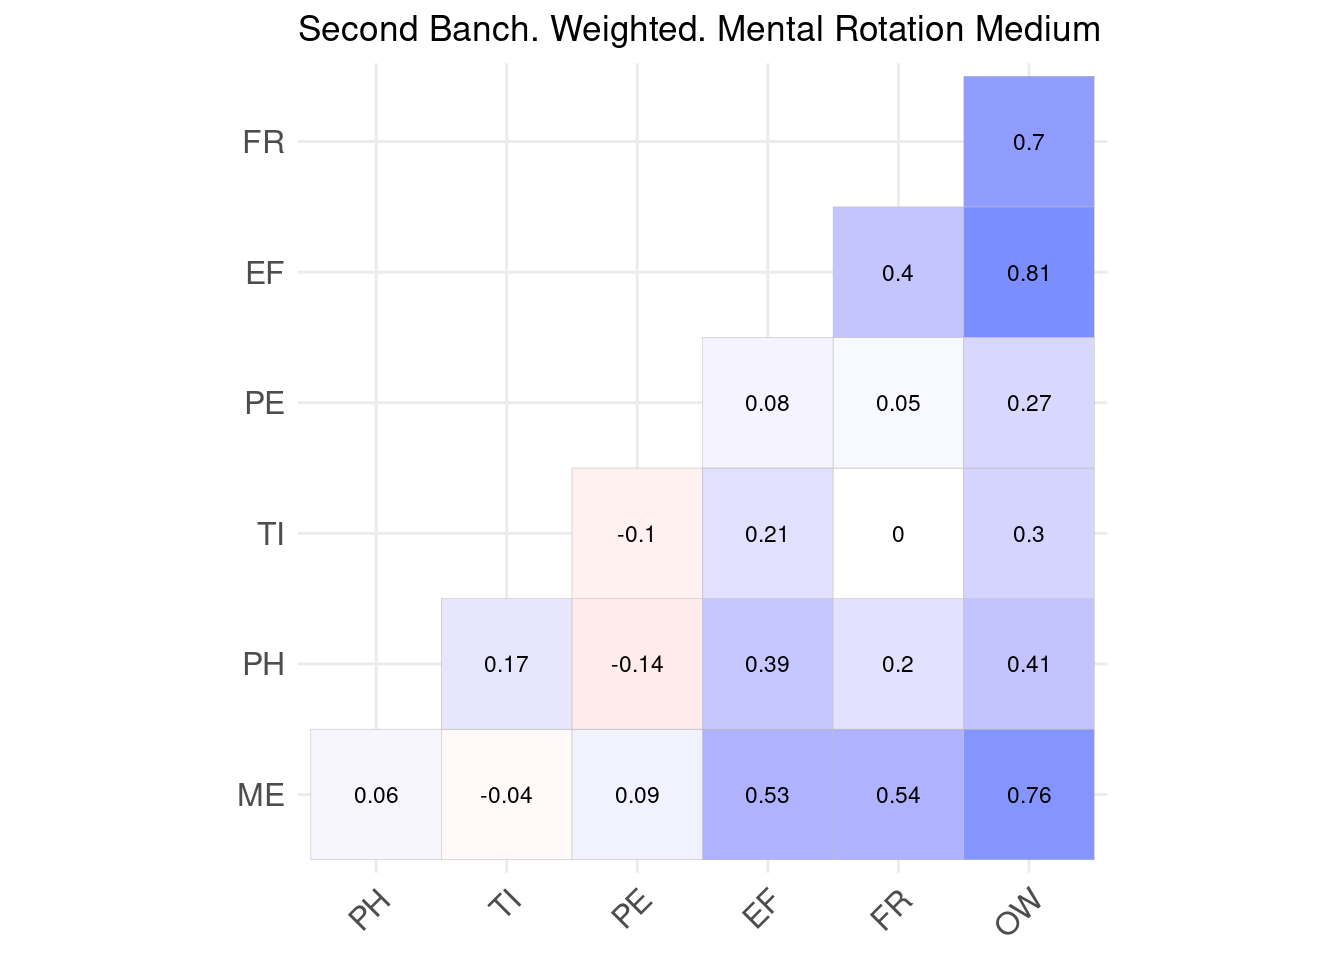 Second Banch. Weighted. Mental Rotation Medium
FR 0.7
EF 0.4 0.81
PE 0.08 0.05 0.27
TI -0.1 0.21 0 0.3
PH 0.17 -0.14 0.39 0.2 0.41
ME 0.06 -0.04 0.09 0.53 0.54 0.76
PH TI PE EF FR OW